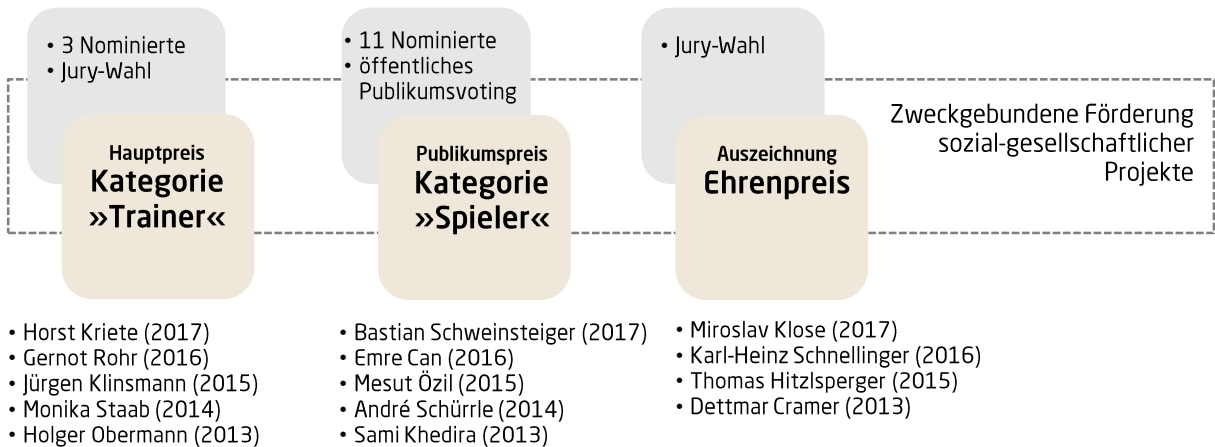 • 3 Nominierte
• Jury-Wahl
Hauptpreis
Kategorie
»Trainer«
• 11 Nominierte
• öffentliches
Publikumsvoting
Publikumspreis
Kategorie
»Spieler«
• Jury-Wahl
Auszeichnung
Ehrenpreis
Zweckgebundene Förderung
sozial-gesellschaftlicher
Projekte
• Horst Kriete (2017)
• Gernot Rohr (2016)
• Jürgen Klinsmann (2015)
• Monika Staab (2014)
• Holger Obermann (2013)
• Bastian Schweinsteiger (2017)
• Emre Can (2016)
• Mesut Özil (2015)
• André Schürrle (2014)
• Sami Khedira (2013)
• Miroslav Klose (2017)
• Karl-Heinz Schnellinger (2016)
• Thomas Hitzlsperger (2015)
• Dettmar Cramer (2013)